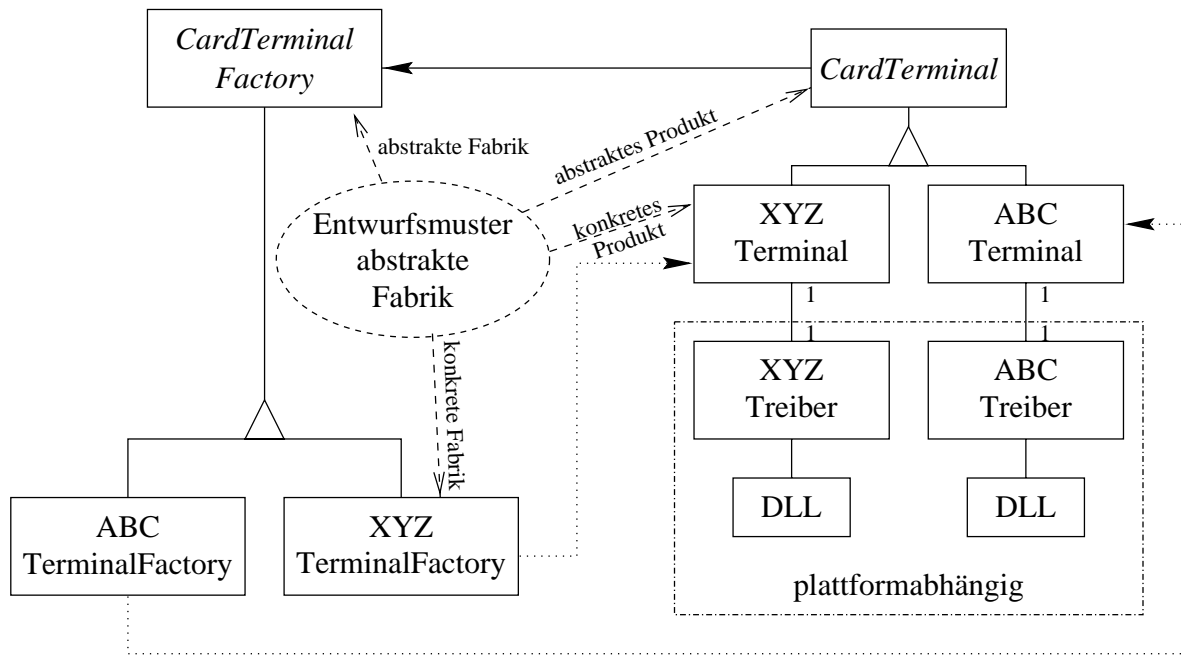 CardTerminal
Factory
CardTerminal
abstrakte Fabrik
abstraktes Produkt
Entwurfsmuster
abstrakte
Fabrik
konkretes
Produkt
konkrete Fabrik
XYZ
Terminal
ABC
Terminal
1
1
1
1
XYZ
Treiber
ABC
Treiber
DLL
DLL
plattformabhängig
ABC
TerminalFactory
XYZ
TerminalFactory